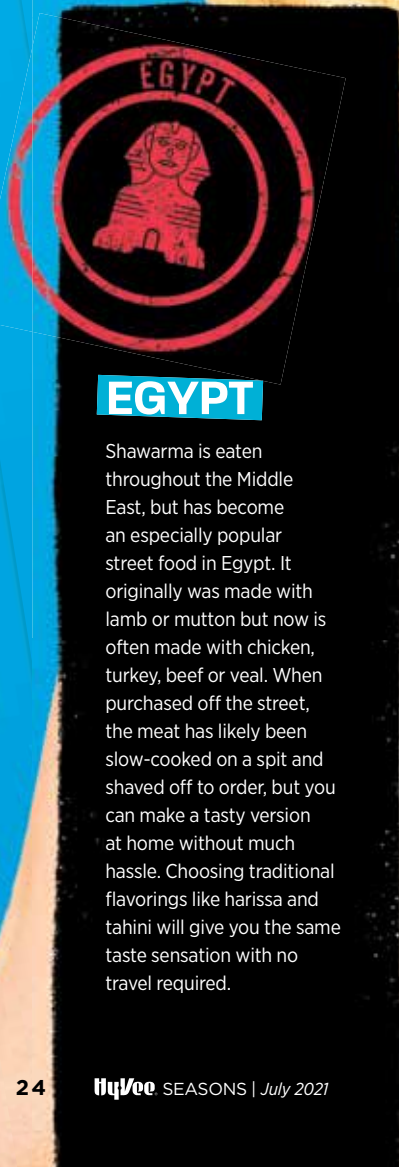 EGYPT
EGYPT
Shawarma is eaten
throughout the Middle
East, but has become
an especially popular
street food in Egypt. It
originally was made with
lamb or mutton but now is
often made with chicken,
turkey, beef or veal. When
purchased off the street,
the meat has likely been
slow-cooked on a spit and
shaved off to order, but you
can make a tasty version
at home without much
hassle. Choosing traditional
flavorings like harissa and
tahini will give you the same
taste sensation with no
travel required.
24 HyVee SEASONS | July 2021